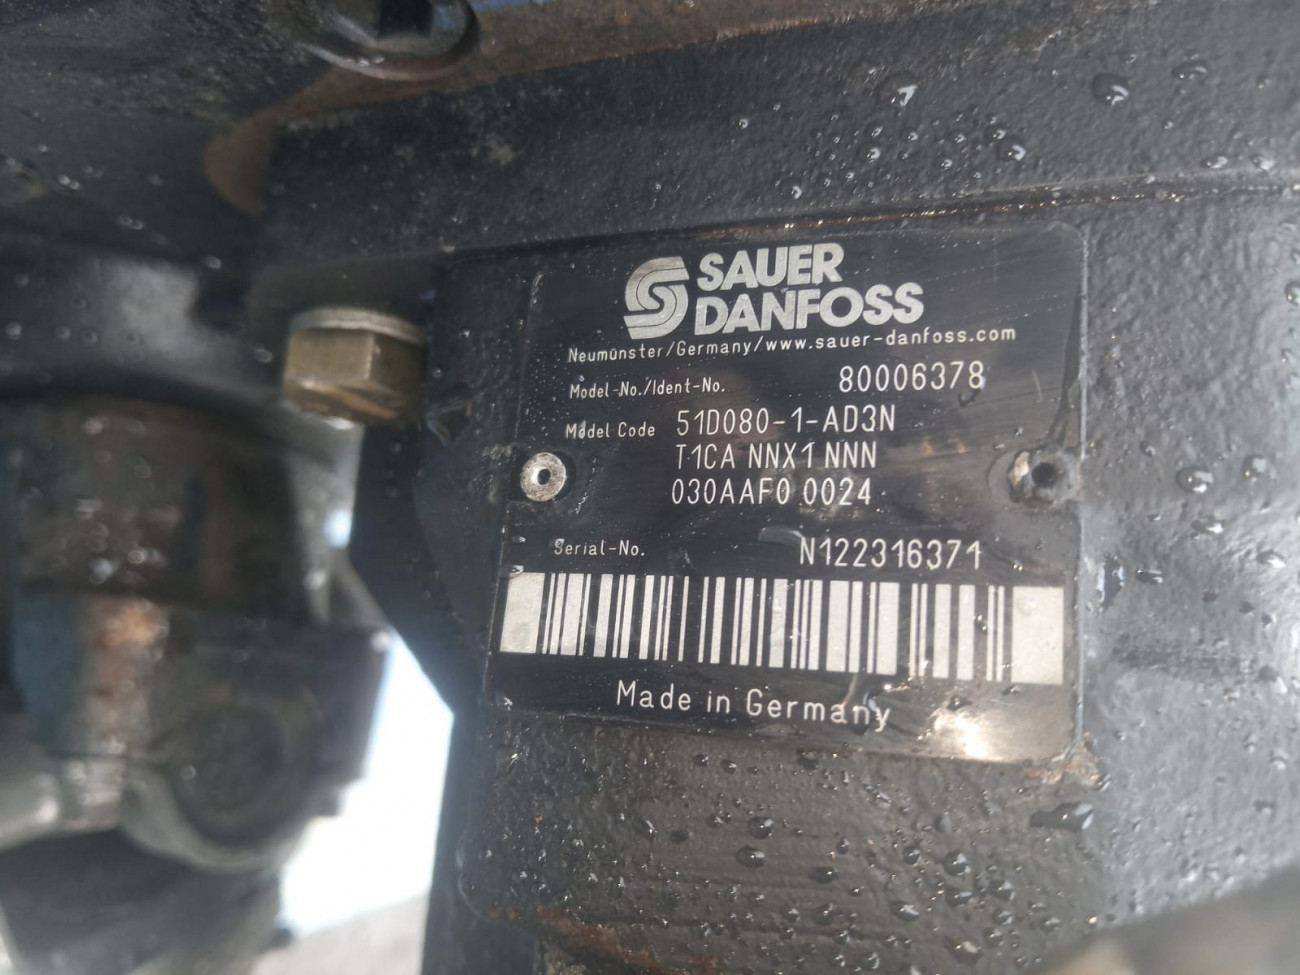 SAUER
DANFOSS
Neumünster/Germany/www.sauer-danfoss.com
Model-No./Ident-No. 80006378
Model Code 51D080-1-AD3N
T1CA NNX1 NNN
030AAF0 0024
Serial-No. N122316371
Made in Germany